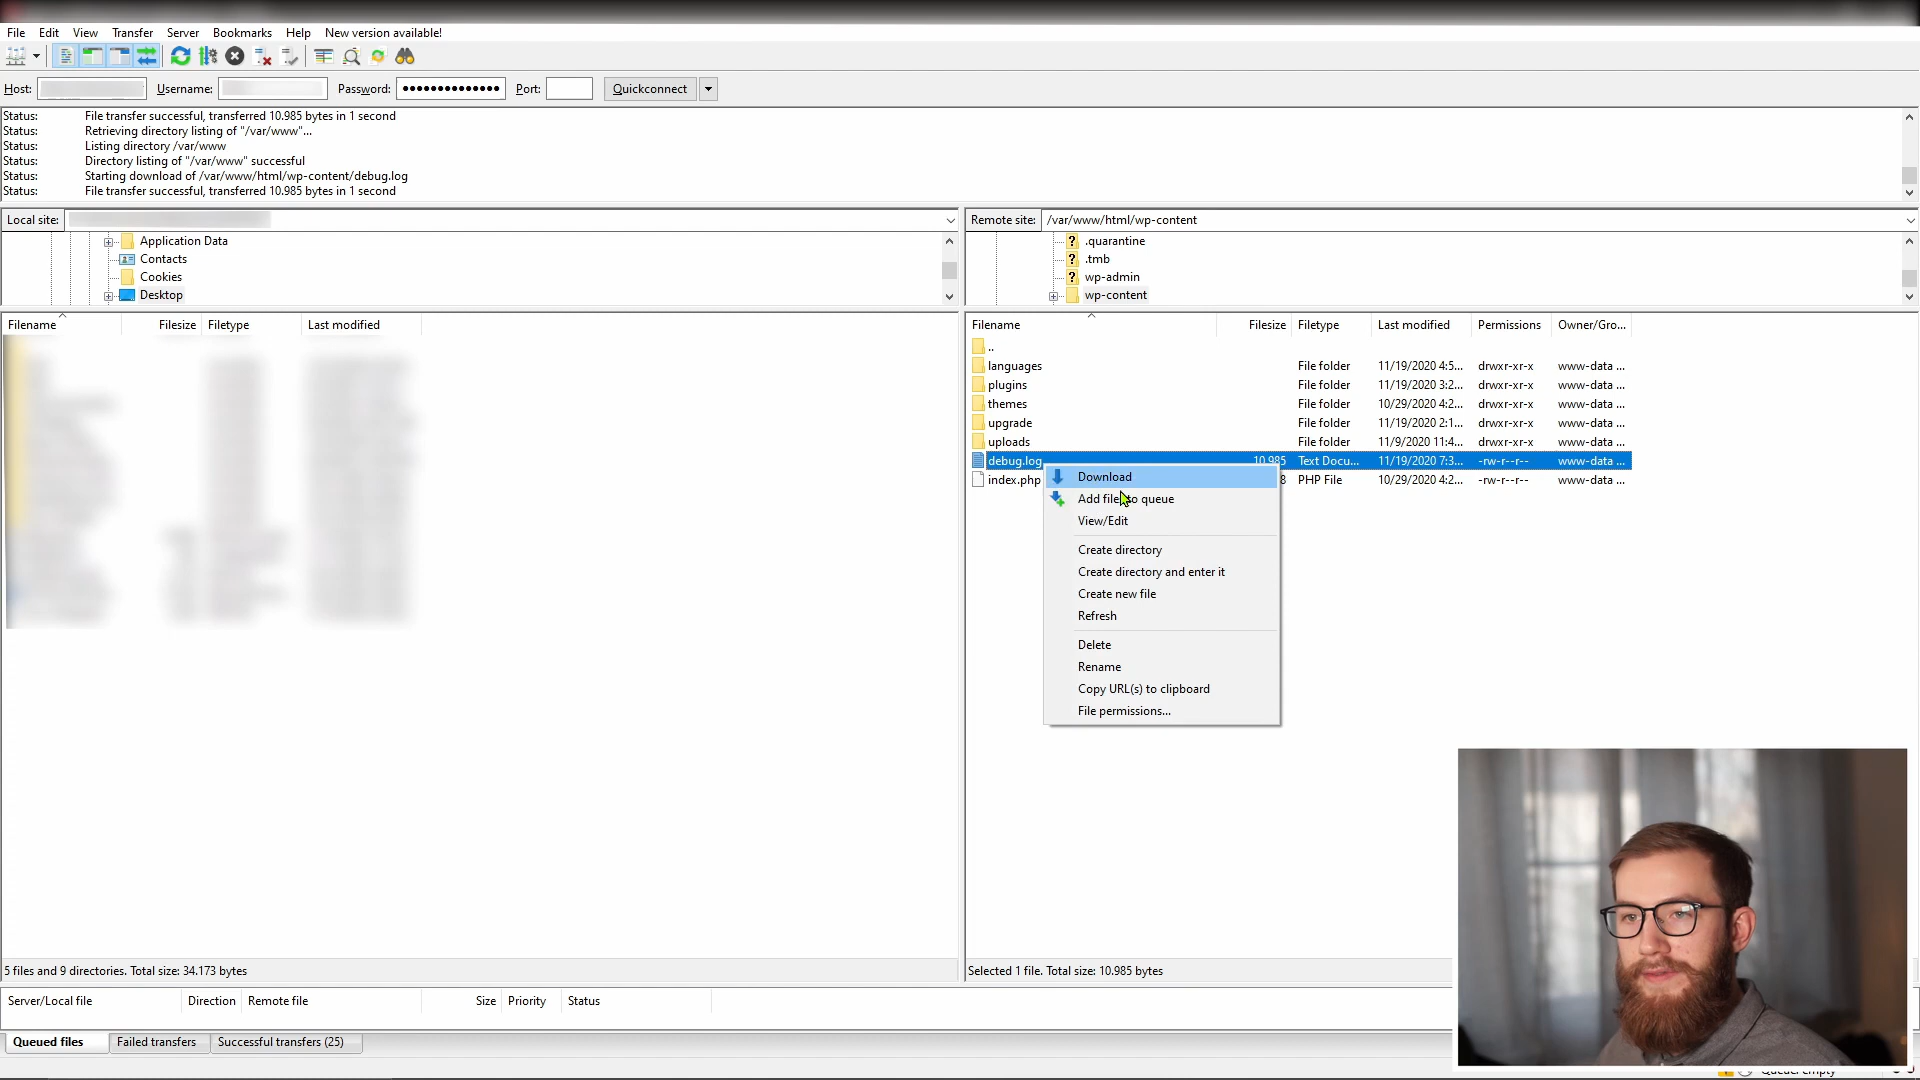 File Edit View Transfer Server Bookmarks Help New version available!
Host: Username: Password: •••••••••••••• Port: Quickconnect
Status: File transfer successful, transferred 10.985 bytes in 1 second
Status: Retrieving directory listing of "/var/www"...
Status: Listing directory /var/www
Status: Directory listing of "/var/www" successful
Status: Starting download of /var/www/html/wp-content/debug.log
Status: File transfer successful, transferred 10.985 bytes in 1 second
Local site:
Application Data
Contacts
Cookies
Desktop
Filename Filesize Filetype Last modified
5 files and 9 directories. Total size: 34.173 bytes
Remote site: /var/www/html/wp-content
.quarantine
.tmb
wp-admin
wp-content
Filename Filesize Filetype Last modified Permissions Owner/Gro...
..
languages File folder 11/19/2020 4:5... drwxr-xr-x www-data ...
plugins File folder 11/19/2020 3:2... drwxr-xr-x www-data ...
themes File folder 10/29/2020 4:2... drwxr-xr-x www-data ...
upgrade File folder 11/19/2020 2:1... drwxr-xr-x www-data ...
uploads File folder 11/9/2020 11:4... drwxr-xr-x www-data ...
debug.log 10.985 Text Docu... 11/19/2020 7:3... -rw-r--r-- www-data ...
index.php 8 PHP File 10/29/2020 4:2... -rw-r--r-- www-data ...
Download
Add files to queue
View/Edit
Create directory
Create directory and enter it
Create new file
Refresh
Delete
Rename
Copy URL(s) to clipboard
File permissions...
Selected 1 file. Total size: 10.985 bytes
Server/Local file Direction Remote file Size Priority Status
Queued files Failed transfers Successful transfers (25)
Queue: empty